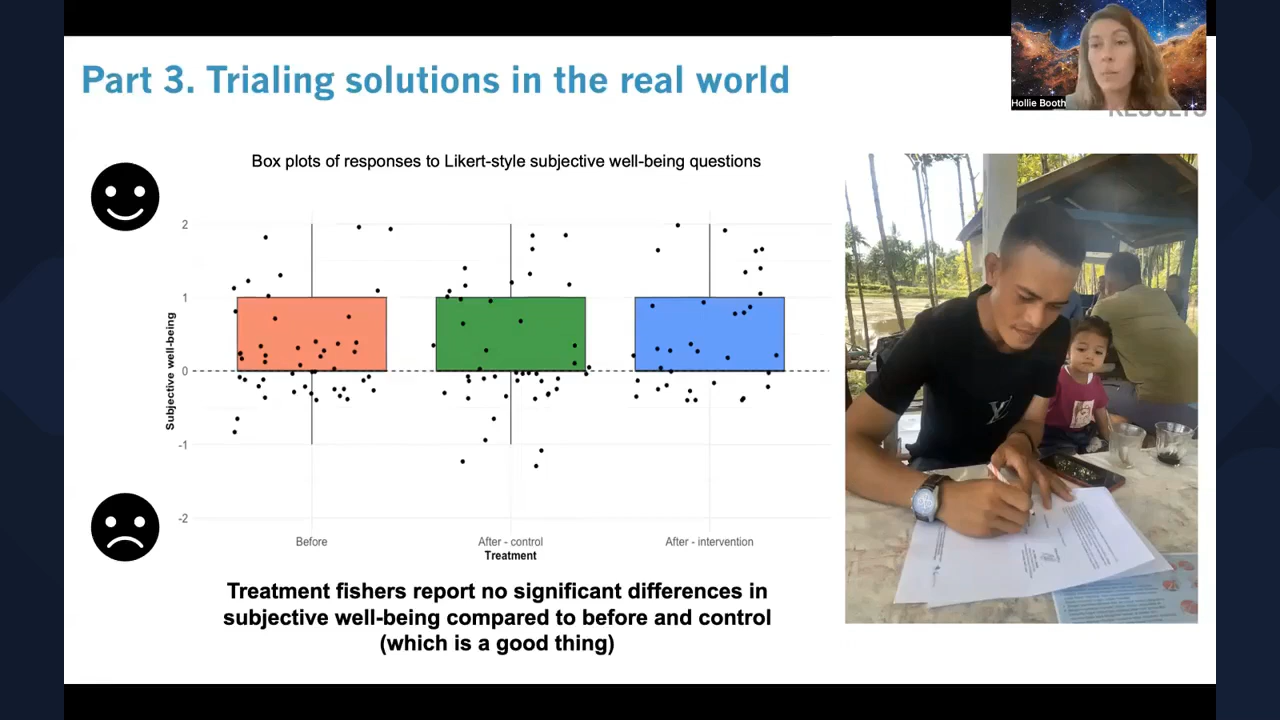 Part 3. Trialing solutions in the real world
Hollie Booth
RESULTS
Box plots of responses to Likert-style subjective well-being questions
Subjective well-being
2
1
0
-1
-2
Before
After - control
After - intervention
Treatment
Treatment fishers report no significant differences in
subjective well-being compared to before and control
(which is a good thing)